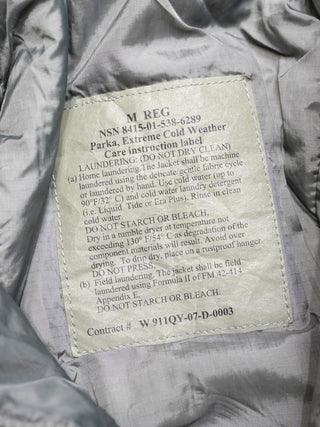 M REG
NSN 8415-01-538-6289
Parka, Extreme Cold Weather
Care instruction label
LAUNDERING: (DO NOT DRY CLEAN)
(a) Home laundering. The Jacket shall be machine
laundered using the delicate gentle fabric cycle
or laundered by hand. Use cold water (up to
90°F/32° C) and cold water laundry detergent
(i.e. Liquid Tide or Era Plus). Rinse in clean
cold water.
DO NOT STARCH OR BLEACH.
Dry in a tumble dryer at temperature not
exceeding 130° F/54° C as degradation of the
component materials will result. Avoid over
drying. To drip dry, place on a rustproof hanger.
DO NOT PRESS.
(b) Field laundering. The jacket shall be field
laundered using Formula II of FM 42-414
Appendix E.
DO NOT STARCH OR BLEACH.
Contract # W 911QY-07-D-0003